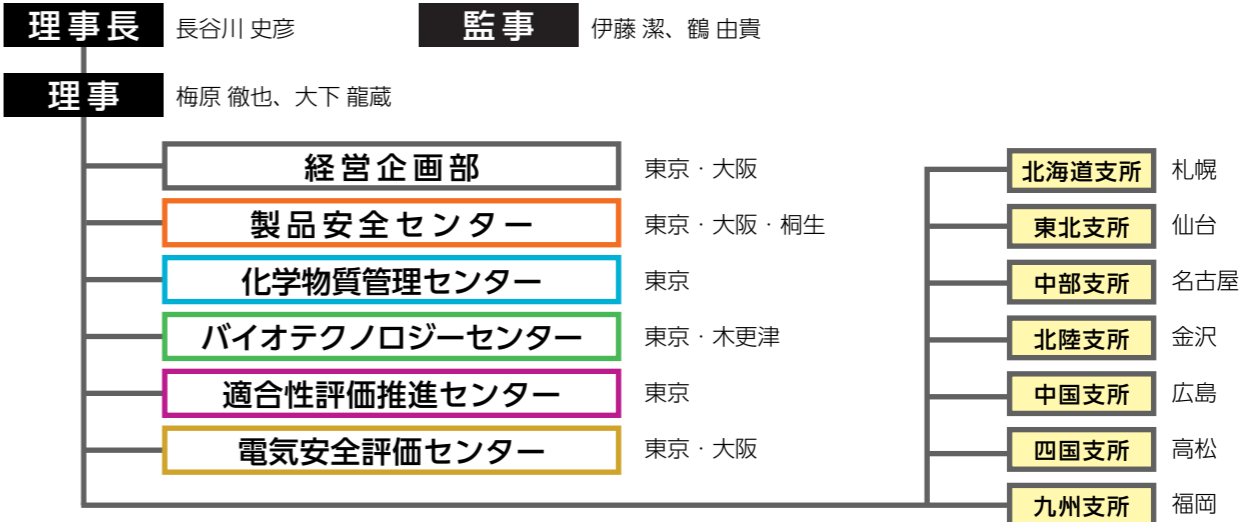 理事長 長谷川 史彦 監事 伊藤 潔、鶴 由貴
理事 梅原 徹也、大下 龍蔵
経営企画部 東京・大阪
製品安全センター 東京・大阪・桐生
化学物質管理センター 東京
バイオテクノロジーセンター 東京・木更津
適合性評価推進センター 東京
電気安全評価センター 東京・大阪
北海道支所 札幌
東北支所 仙台
中部支所 名古屋
北陸支所 金沢
中国支所 広島
四国支所 高松
九州支所 福岡